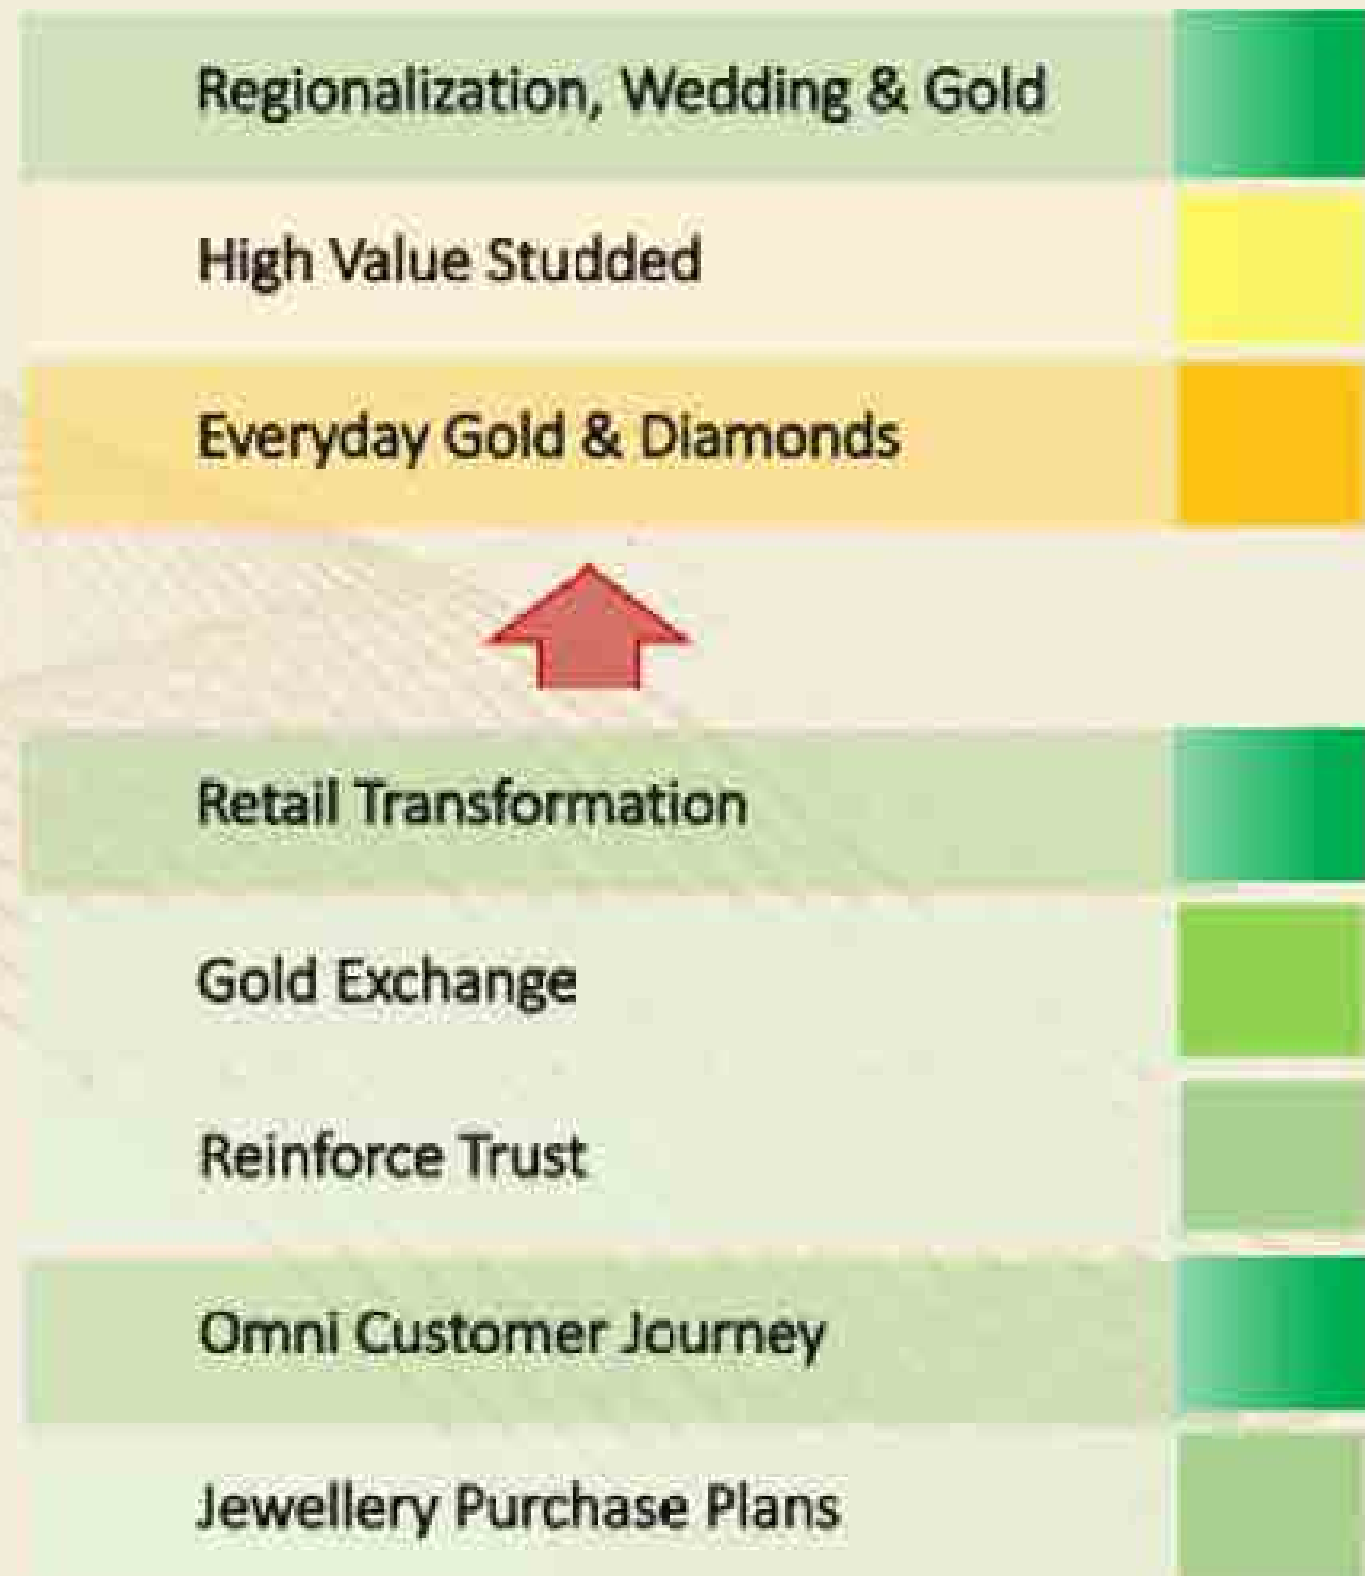 Regionalization, Wedding & Gold
High Value Studded
Everyday Gold & Diamonds
Retail Transformation
Gold Exchange
Reinforce Trust
Omni Customer Journey
Jewellery Purchase Plans